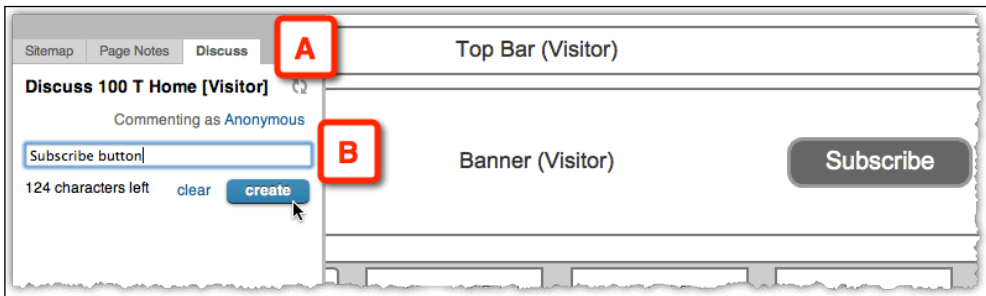 Sitemap Page Notes Discuss
A
Discuss 100 T Home [Visitor]
Commenting as Anonymous
Subscribe button
B
124 characters left clear create
Top Bar (Visitor)
Banner (Visitor)
Subscribe